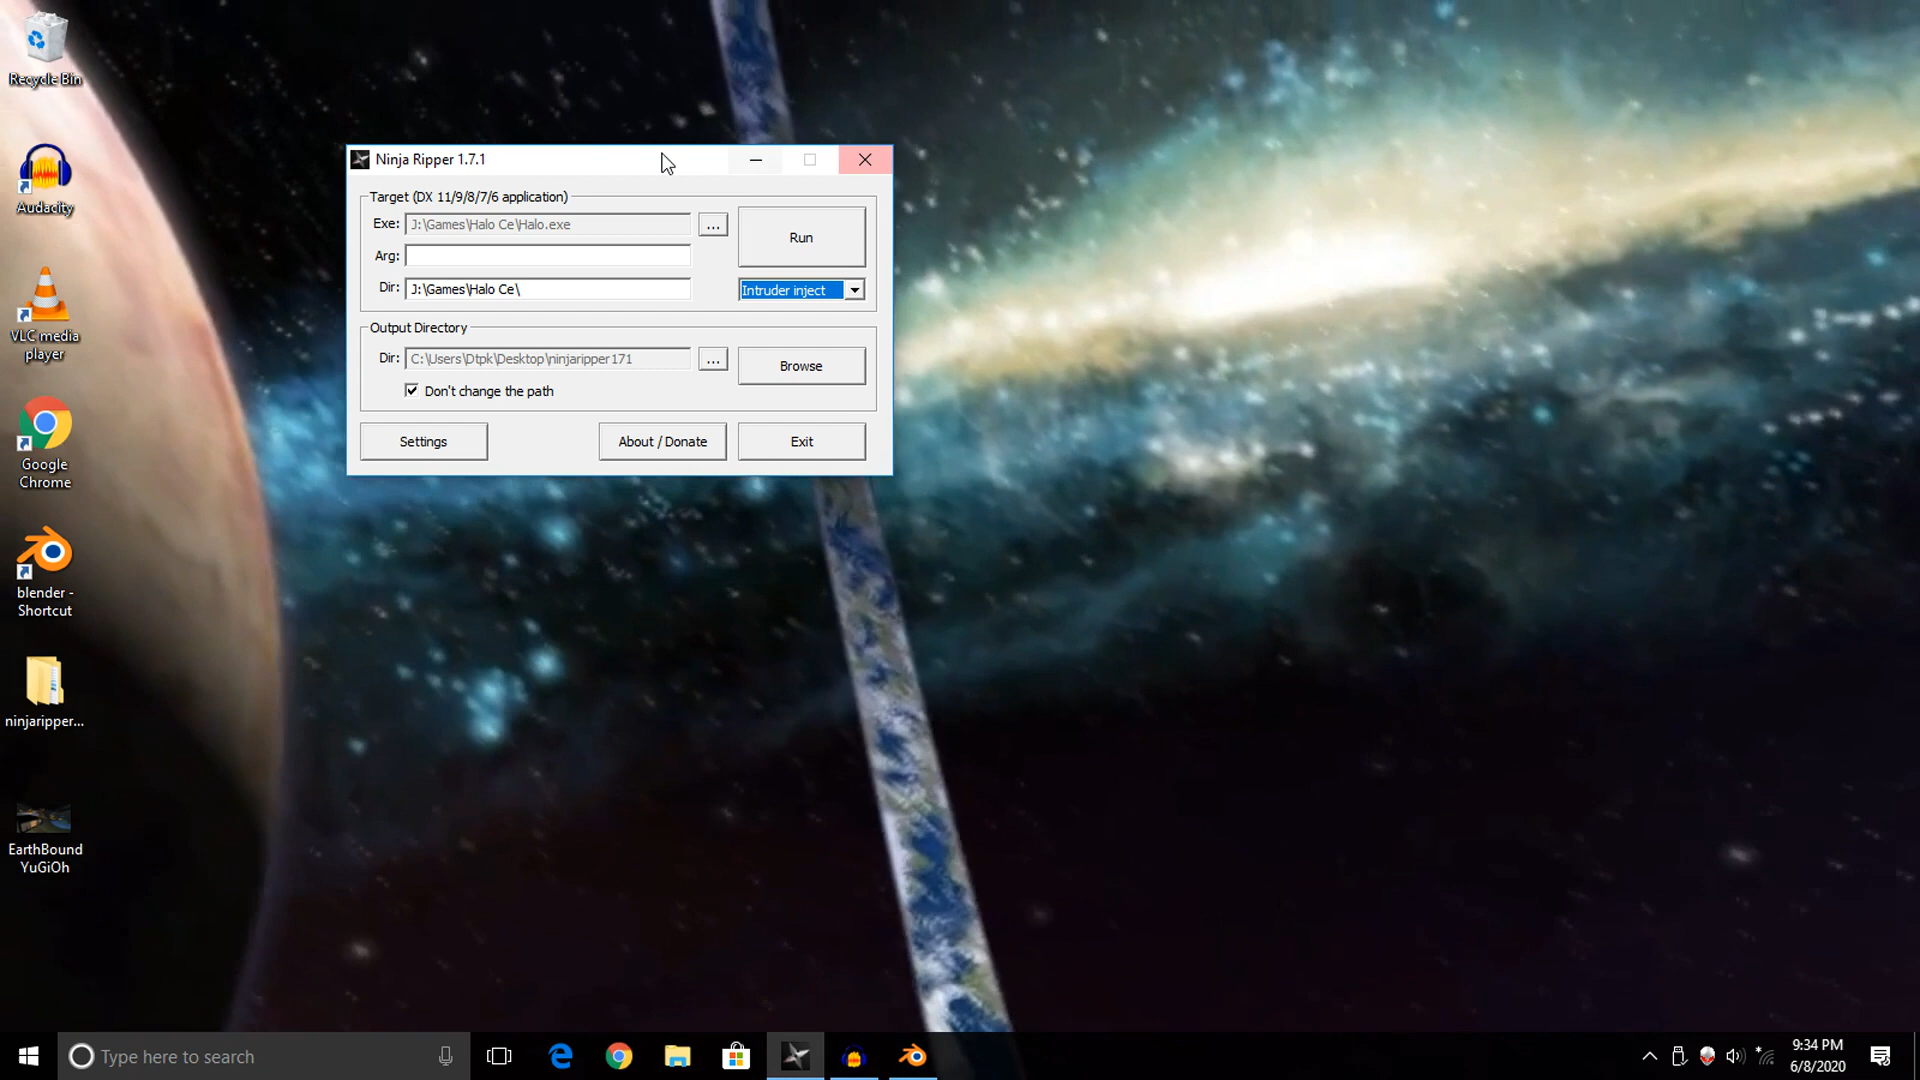 Recycle Bin
Audacity
VLC media
player
Google
Chrome
blender -
Shortcut
ninjaripper...
EarthBound
YuGiOh
Ninja Ripper 1.7.1
Target (DX 11/9/8/7/6 application)
Exe: J:\Games\Halo Ce\Halo.exe ... Run
Arg:
Dir: J:\Games\Halo Ce\ Intruder inject
Output Directory
Dir: C:\Users\Dtpk\Desktop\ninjaripper171 ... Browse
Don't change the path
Settings About / Donate Exit
Type here to search
9:34 PM
6/8/2020